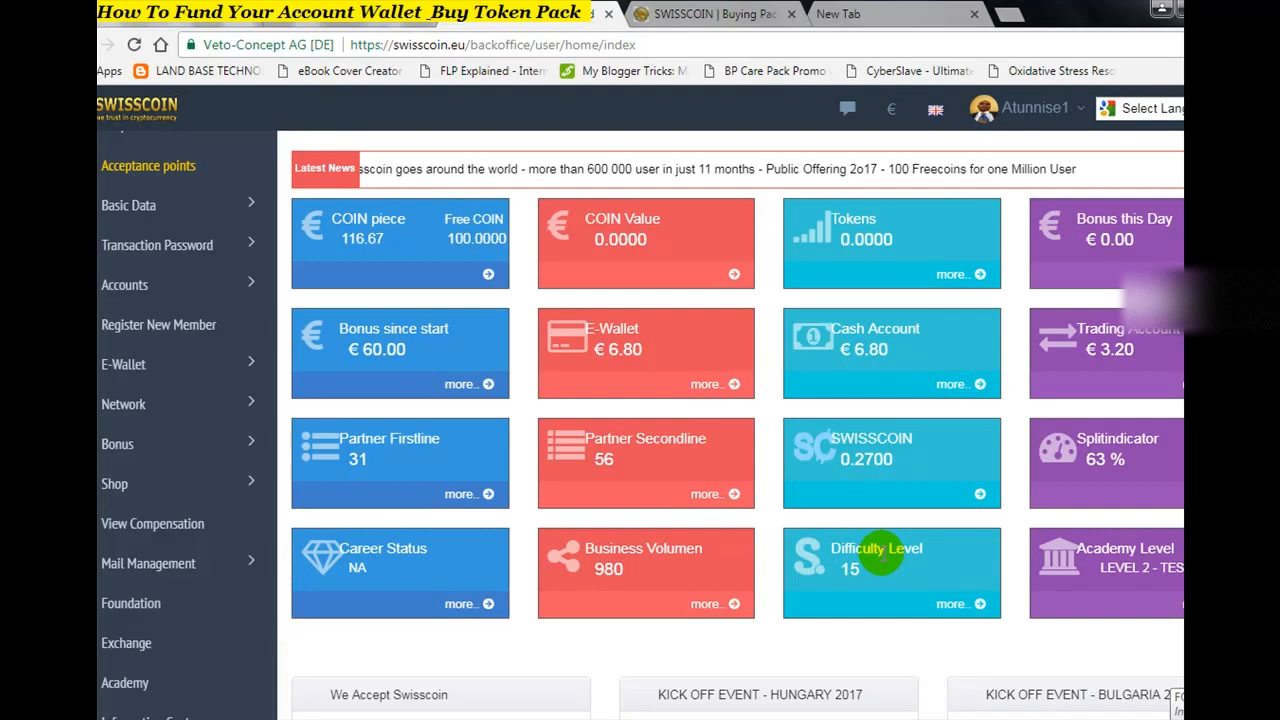 How To Fund Your Account Wallet _Buy Token Pack
SWISSCOIN | Buying Pac
New Tab
Veto-Concept AG [DE]
https://swisscoin.eu/backoffice/user/home/index
Apps
LAND BASE TECHNO
eBook Cover Creator
FLP Explained - Intern
My Blogger Tricks: M
BP Care Pack Promo
CyberSlave - Ultimate
Oxidative Stress Reso
SWISSCOIN
we trust in cryptocurrency
€
Atunnise1
Select Lang
Acceptance points
Basic Data
Transaction Password
Accounts
Register New Member
E-Wallet
Network
Bonus
Shop
View Compensation
Mail Management
Foundation
Exchange
Academy
Latest News
sscoin goes around the world - more than 600 000 user in just 11 months - Public Offering 2o17 - 100 Freecoins for one Million User
COIN piece
Free COIN
116.67
100.0000
COIN Value
0.0000
Tokens
0.0000
more..
Bonus this Day
€ 0.00
Bonus since start
€ 60.00
more..
E-Wallet
€ 6.80
more..
Cash Account
€ 6.80
more..
Trading Account
€ 3.20
Partner Firstline
31
more..
Partner Secondline
56
more..
SWISSCOIN
0.2700
Splitindicator
63 %
Career Status
NA
more..
Business Volumen
980
more..
Difficulty Level
15
more..
Academy Level
LEVEL 2 - TES
We Accept Swisscoin
KICK OFF EVENT - HUNGARY 2017
KICK OFF EVENT - BULGARIA 2